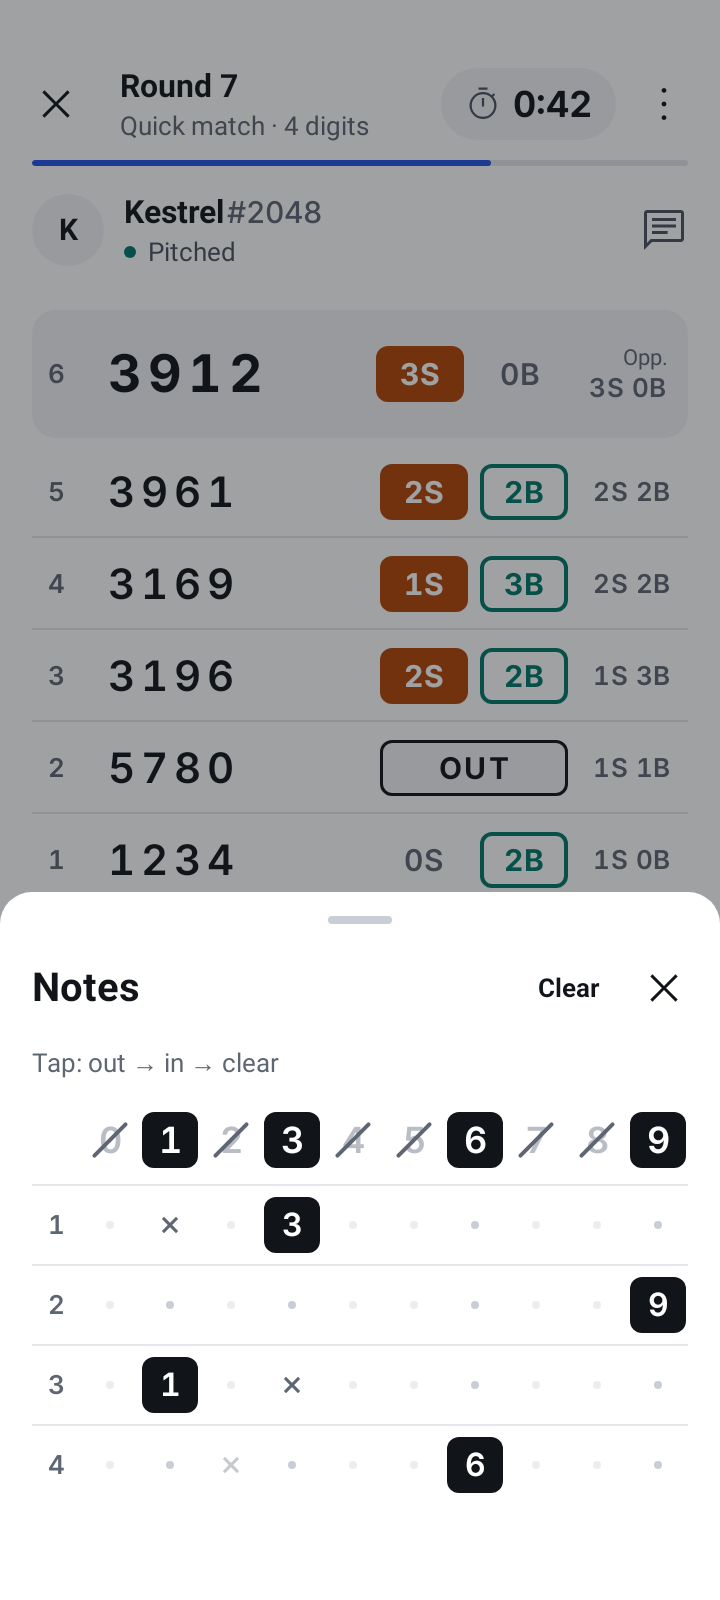 Round 7
Quick match · 4 digits
0:42
K
Kestrel#2048
Pitched
6 3912 3S 0B Opp. 3S 0B
5 3961 2S 2B 2S 2B
4 3169 1S 3B 2S 2B
3 3196 2S 2B 1S 3B
2 5780 OUT 1S 1B
1 1234 0S 2B 1S 0B
Notes
Clear
Tap: out → in → clear
0 1 2 3 4 5 6 7 8 9
1 × 3
2 9
3 1 ×
4 × 6